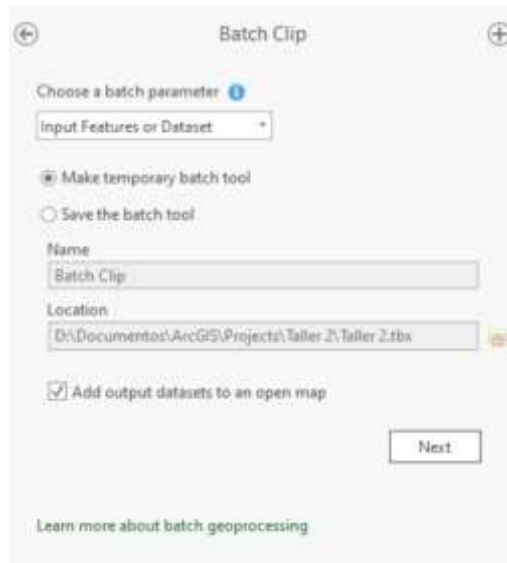 Batch Clip
Choose a batch parameter
Input Features or Dataset
Make temporary batch tool
Save the batch tool
Name
Batch Clip
Location
D:\Documentos\ArcGIS\Projects\Taller 2\Taller 2.tbx
Add output datasets to an open map
Next
Learn more about batch geoprocessing